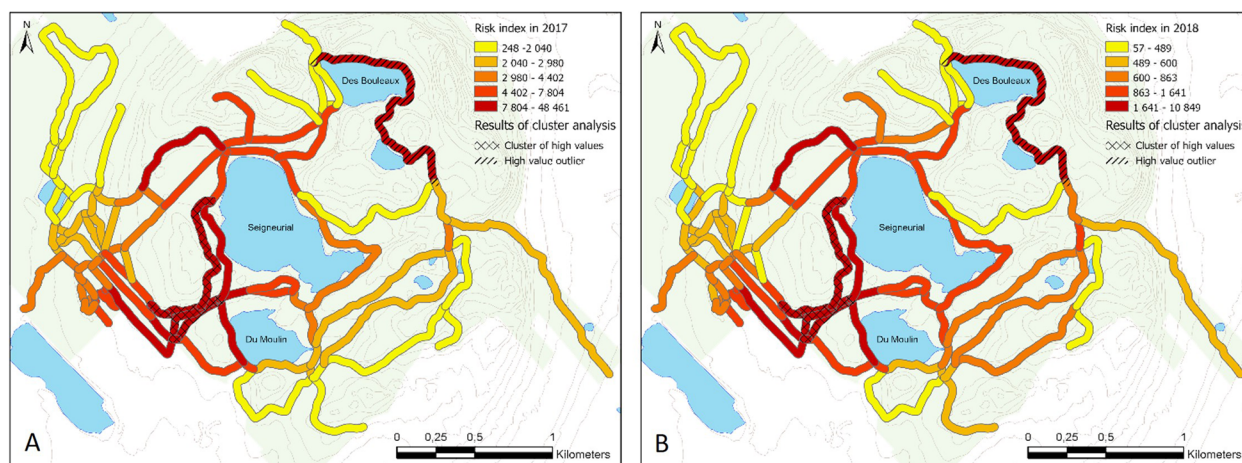 N
Risk index in 2017
248 -2 040
2 040 - 2 980
2 980 - 4 402
4 402 - 7 804
7 804 - 48 461
Results of cluster analysis
Cluster of high values
High value outlier
Des Bouleaux
Seigneurial
Du Moulin
A
0 0,25 0,5 1
Kilometers
N
Risk index in 2018
57 - 489
489 - 600
600 - 863
863 - 1 641
1 641 - 10 849
Results of cluster analysis
Cluster of high values
High value outlier
Des Bouleaux
Seigneurial
Du Moulin
B
0 0,25 0,5 1
Kilometers